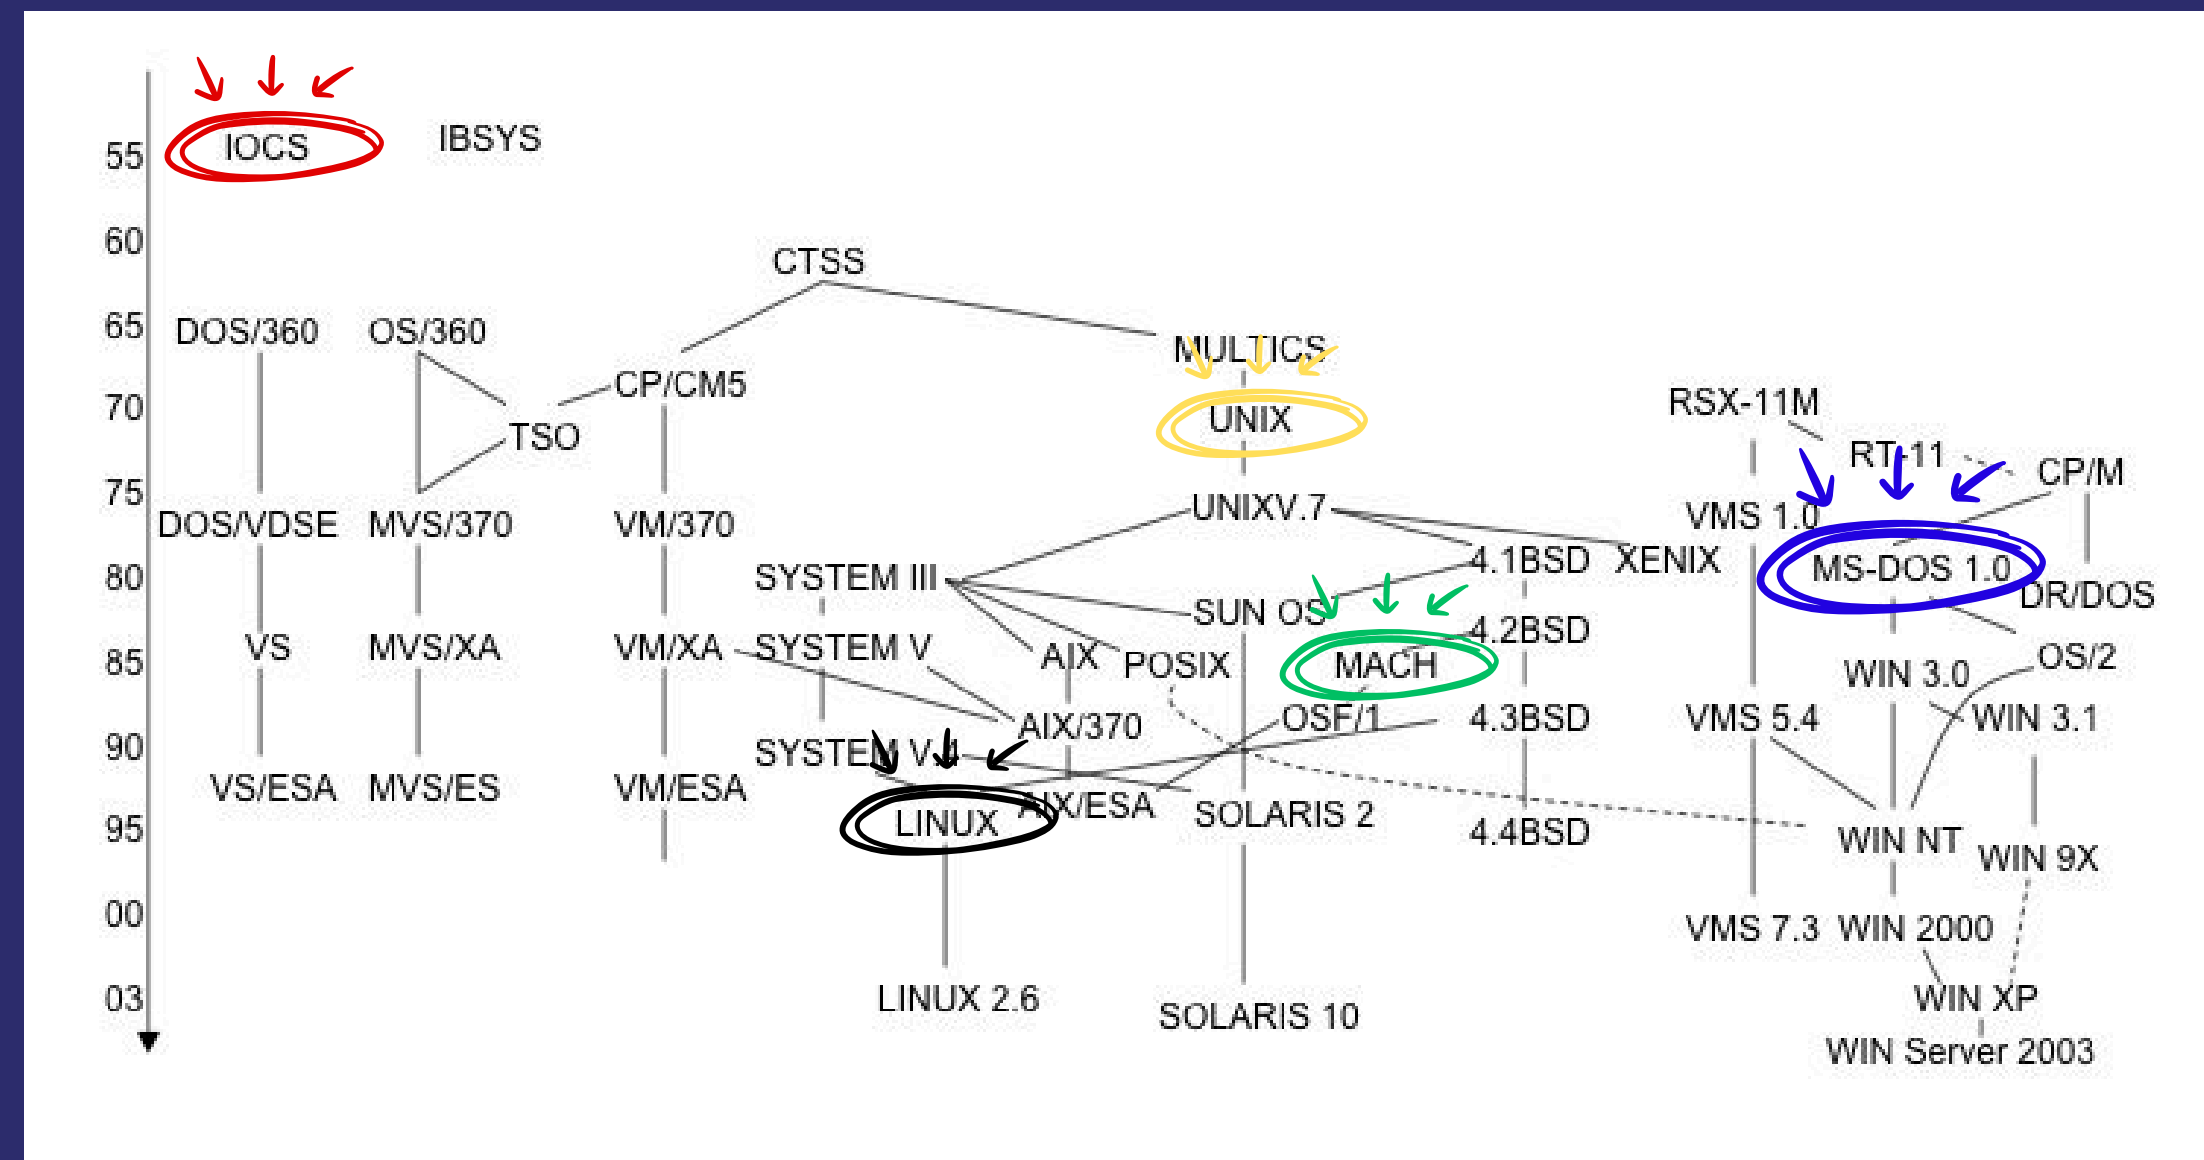 IOCS
IBSYS
55
60
CTSS
65
DOS/360
OS/360
MULTICS
CP/CM5
70
TSO
UNIX
RSX-11M
RT-11
CP/M
75
DOS/VDSE
MVS/370
VM/370
UNIXV.7
VMS 1.0
80
SYSTEM III
4.1BSD
XENIX
MS-DOS 1.0
DR/DOS
SUN OS
4.2BSD
85
VS
MVS/XA
VM/XA
SYSTEM V
AIX
POSIX
MACH
WIN 3.0
OS/2
90
SYSTEM V.4
AIX/370
OSF/1
4.3BSD
VMS 5.4
WIN 3.1
VS/ESA
MVS/ES
VM/ESA
AIX/ESA
95
LINUX
SOLARIS 2
4.4BSD
WIN NT
WIN 9X
00
VMS 7.3
WIN 2000
03
LINUX 2.6
SOLARIS 10
WIN XP
WIN Server 2003